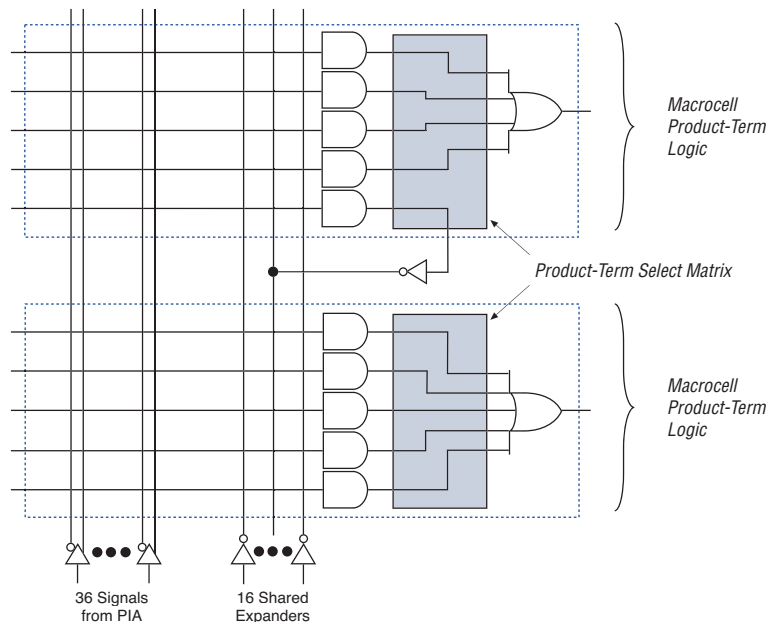 Macrocell
Product-Term
Logic
Product-Term Select Matrix
Macrocell
Product-Term
Logic
36 Signals
from PIA
16 Shared
Expanders